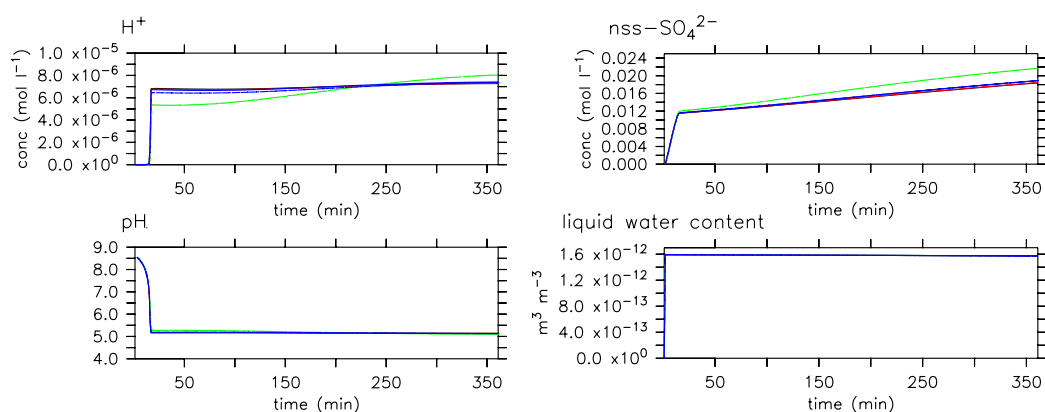 H⁺
conc (mol l⁻¹)
1.0 x10⁻⁵
8.0 x10⁻⁶
6.0 x10⁻⁶
4.0 x10⁻⁶
2.0 x10⁻⁶
0.0 x10⁰
50 150 250 350
time (min)
nss-SO₄²⁻
conc (mol l⁻¹)
0.024
0.020
0.016
0.012
0.008
0.004
0.000
50 150 250 350
time (min)
pH
9.0
8.0
7.0
6.0
5.0
4.0
50 150 250 350
time (min)
liquid water content
m³ m⁻³
1.6 x10⁻¹²
1.2 x10⁻¹²
8.0 x10⁻¹³
4.0 x10⁻¹³
0.0 x10⁰
50 150 250 350
time (min)